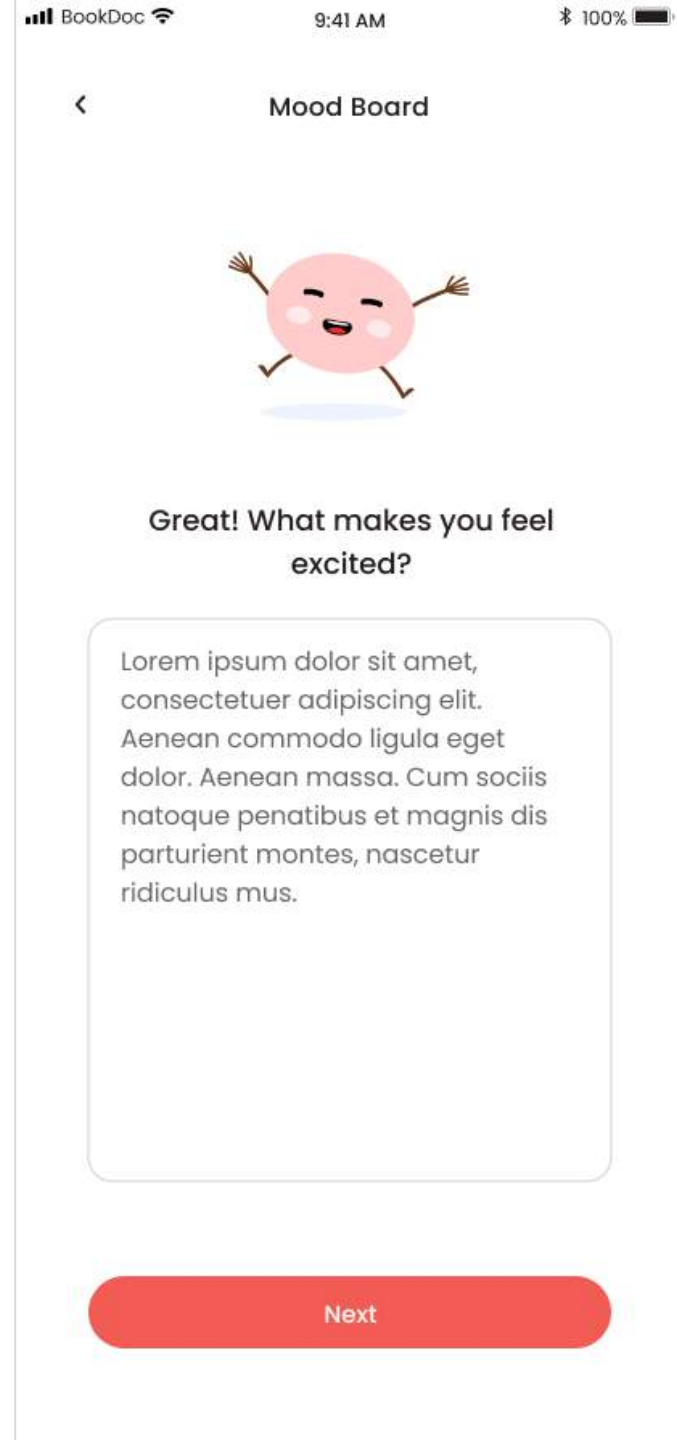 BookDoc 9:41 AM 100%
Mood Board
Great! What makes you feel
excited?
Lorem ipsum dolor sit amet,
consectetuer adipiscing elit.
Aenean commodo ligula eget
dolor. Aenean massa. Cum sociis
natoque penatibus et magnis dis
parturient montes, nascetur
ridiculus mus.
Next